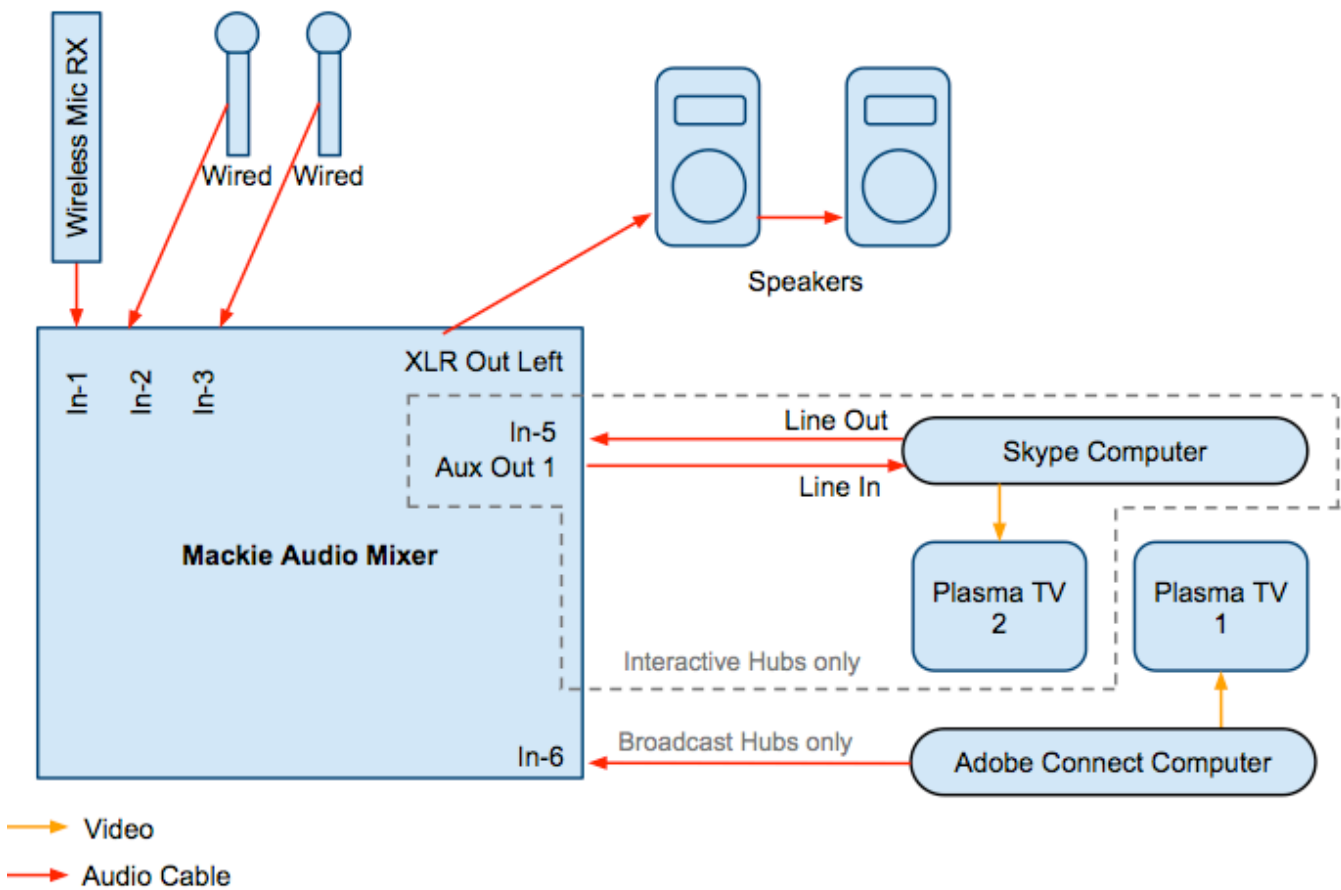 Wireless Mic RX
Wired
Wired
Speakers
XLR Out Left
In-1
In-2
In-3
In-5
Aux Out 1
Line Out
Line In
Skype Computer
Mackie Audio Mixer
Plasma TV
2
Plasma TV
1
Interactive Hubs only
In-6
Broadcast Hubs only
Adobe Connect Computer
Video
Audio Cable